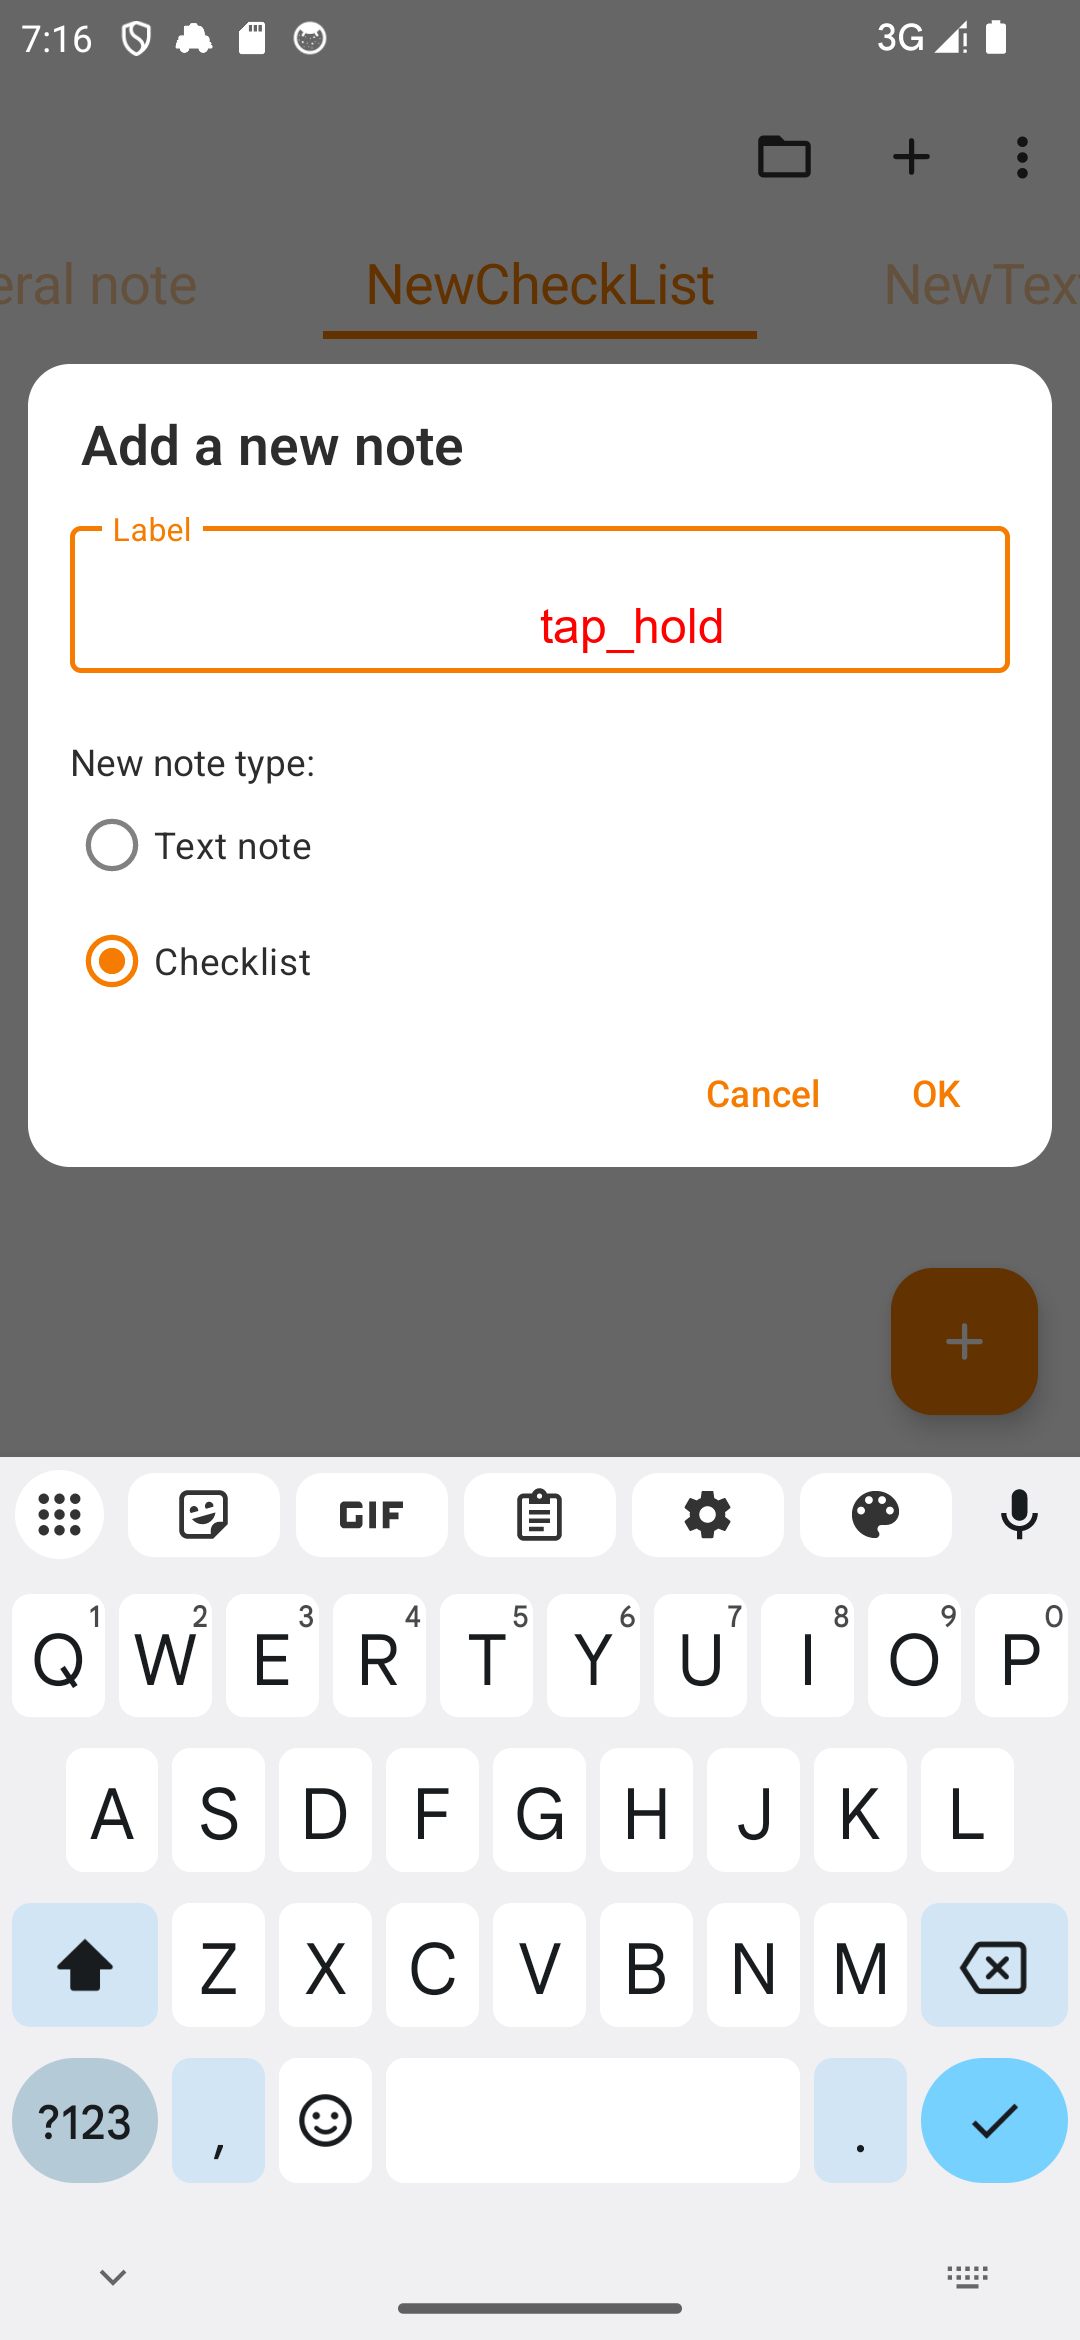 7:16
3G
eral note NewCheckList NewTex
Add a new note
Label
tap_hold
New note type:
Text note
Checklist
Cancel OK
GIF
Q1 W2 E3 R4 T5 Y6 U7 I8 O9 P0
A S D F G H J K L
Z X C V B N M
?123 , .